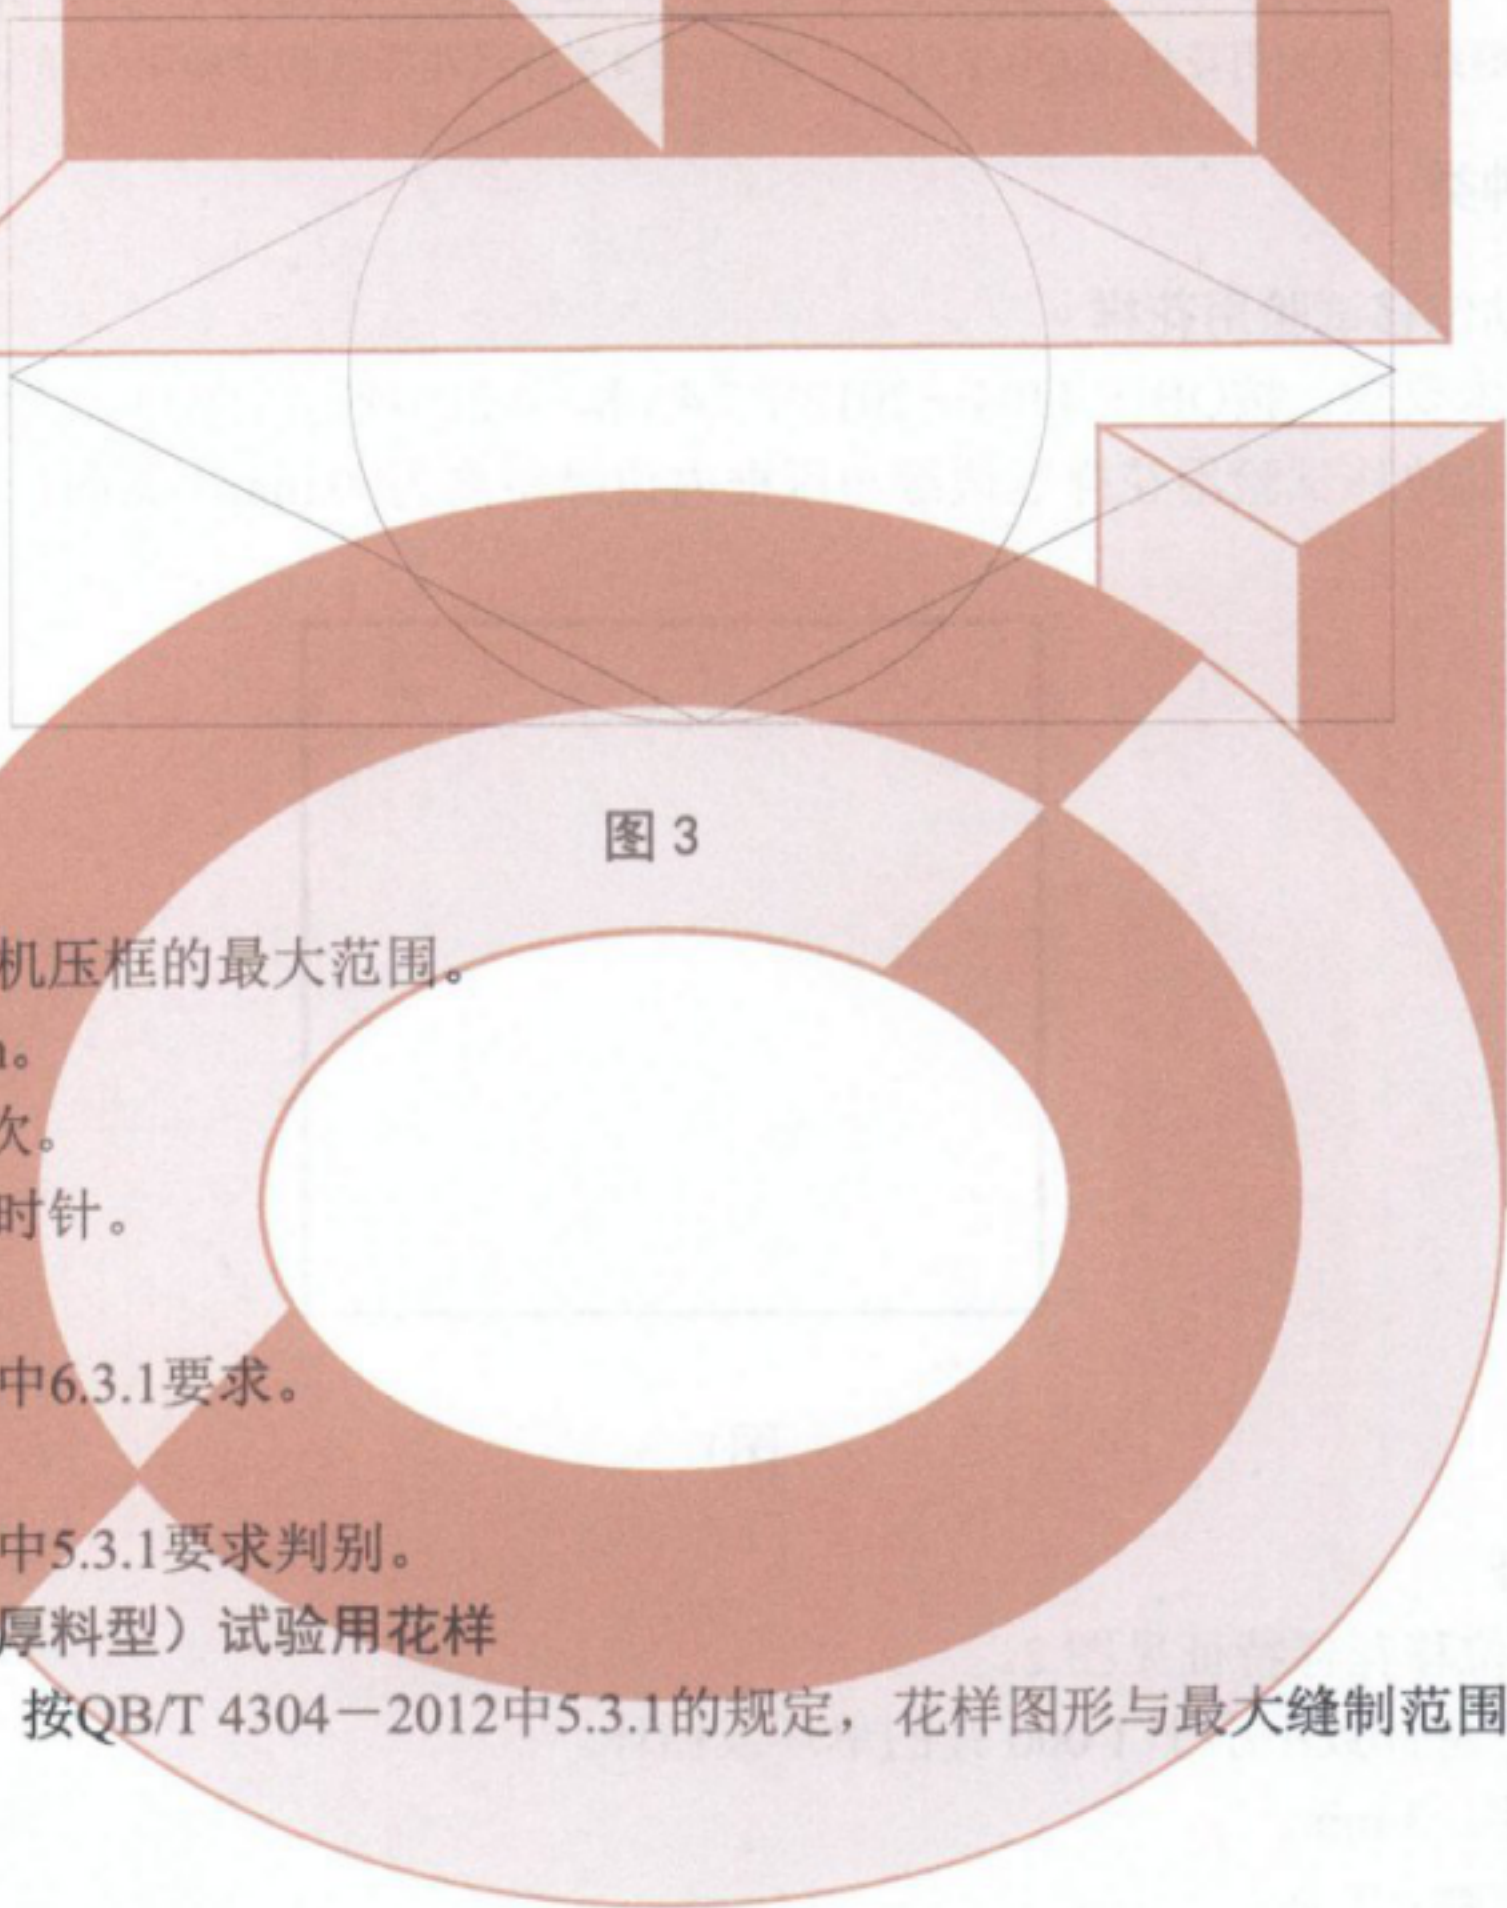 图 3
机压框的最大范围。
次。
时针。
中6.3.1要求。
中5.3.1要求判别。
厚料型）试验用花样
按QB/T 4304－2012中5.3.1的规定，花样图形与最大缝制范围